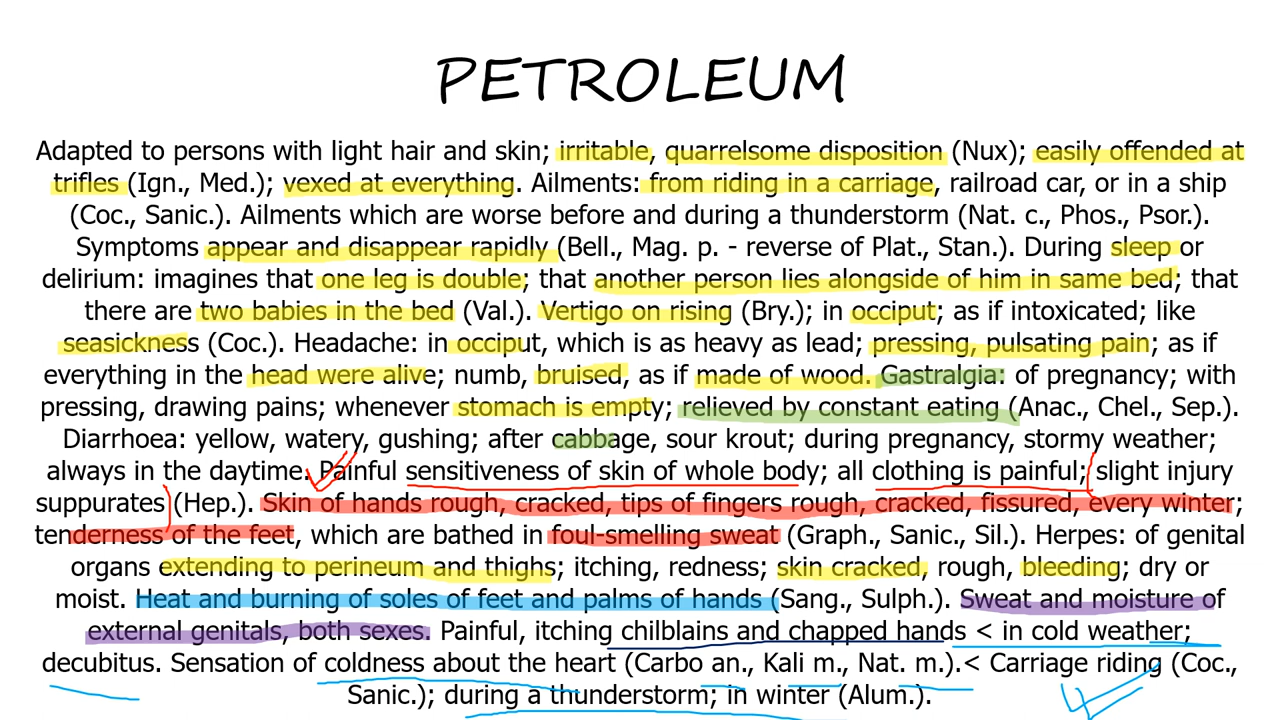 PETROLEUM
Adapted to persons with light hair and skin; irritable, quarrelsome disposition (Nux); easily offended at
trifles (Ign., Med.); vexed at everything. Ailments: from riding in a carriage, railroad car, or in a ship
(Coc., Sanic.). Ailments which are worse before and during a thunderstorm (Nat. c., Phos., Psor.).
Symptoms appear and disappear rapidly (Bell., Mag. p. - reverse of Plat., Stan.). During sleep or
delirium: imagines that one leg is double; that another person lies alongside of him in same bed; that
there are two babies in the bed (Val.). Vertigo on rising (Bry.); in occiput; as if intoxicated; like
seasickness (Coc.). Headache: in occiput, which is as heavy as lead; pressing, pulsating pain; as if
everything in the head were alive; numb, bruised, as if made of wood. Gastralgia: of pregnancy; with
pressing, drawing pains; whenever stomach is empty; relieved by constant eating (Anac., Chel., Sep.).
Diarrhoea: yellow, watery, gushing; after cabbage, sour krout; during pregnancy, stormy weather;
always in the daytime. Painful sensitiveness of skin of whole body; all clothing is painful; slight injury
suppurates (Hep.). Skin of hands rough, cracked, tips of fingers rough, cracked, fissured, every winter;
tenderness of the feet, which are bathed in foul-smelling sweat (Graph., Sanic., Sil.). Herpes: of genital
organs extending to perineum and thighs; itching, redness; skin cracked, rough, bleeding; dry or
moist. Heat and burning of soles of feet and palms of hands (Sang., Sulph.). Sweat and moisture of
external genitals, both sexes. Painful, itching chilblains and chapped hands < in cold weather;
decubitus. Sensation of coldness about the heart (Carbo an., Kali m., Nat. m.).< Carriage riding (Coc.,
Sanic.); during a thunderstorm; in winter (Alum.).